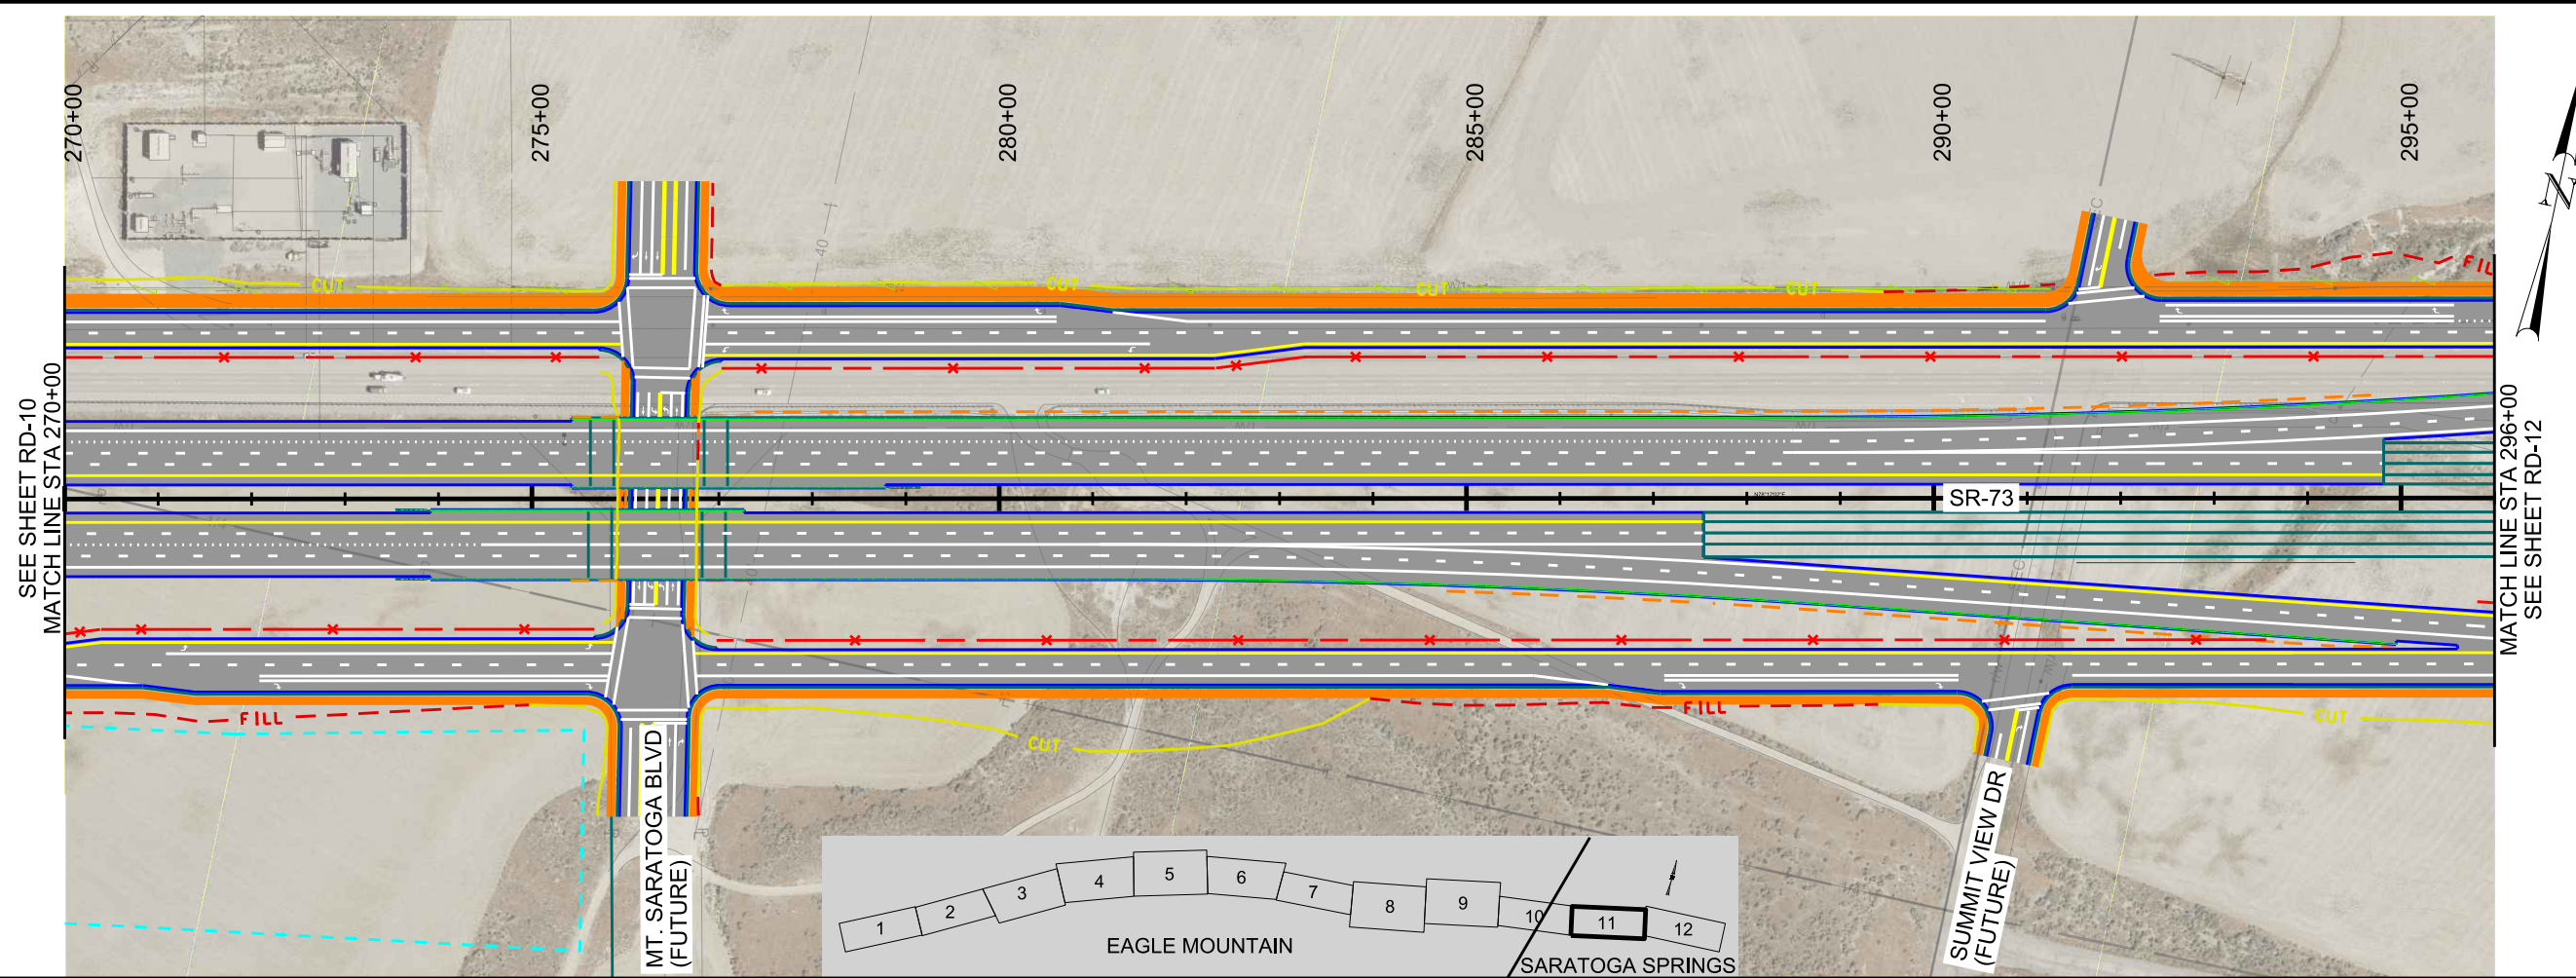 270+00
275+00
280+00
285+00
290+00
295+00
CUT
CUT
CUT
CUT
40
SEE SHEET RD-10
MATCH LINE STA 270+00
MATCH LINE STA 296+00
SEE SHEET RD-12
N
SR-73
FILL
CUT
FILL
CUT
MT. SARATOGA BLVD
(FUTURE)
SUMMIT VIEW DR
(FUTURE)
1
2
3
4
5
6
7
8
9
10
11
12
EAGLE MOUNTAIN
SARATOGA SPRINGS